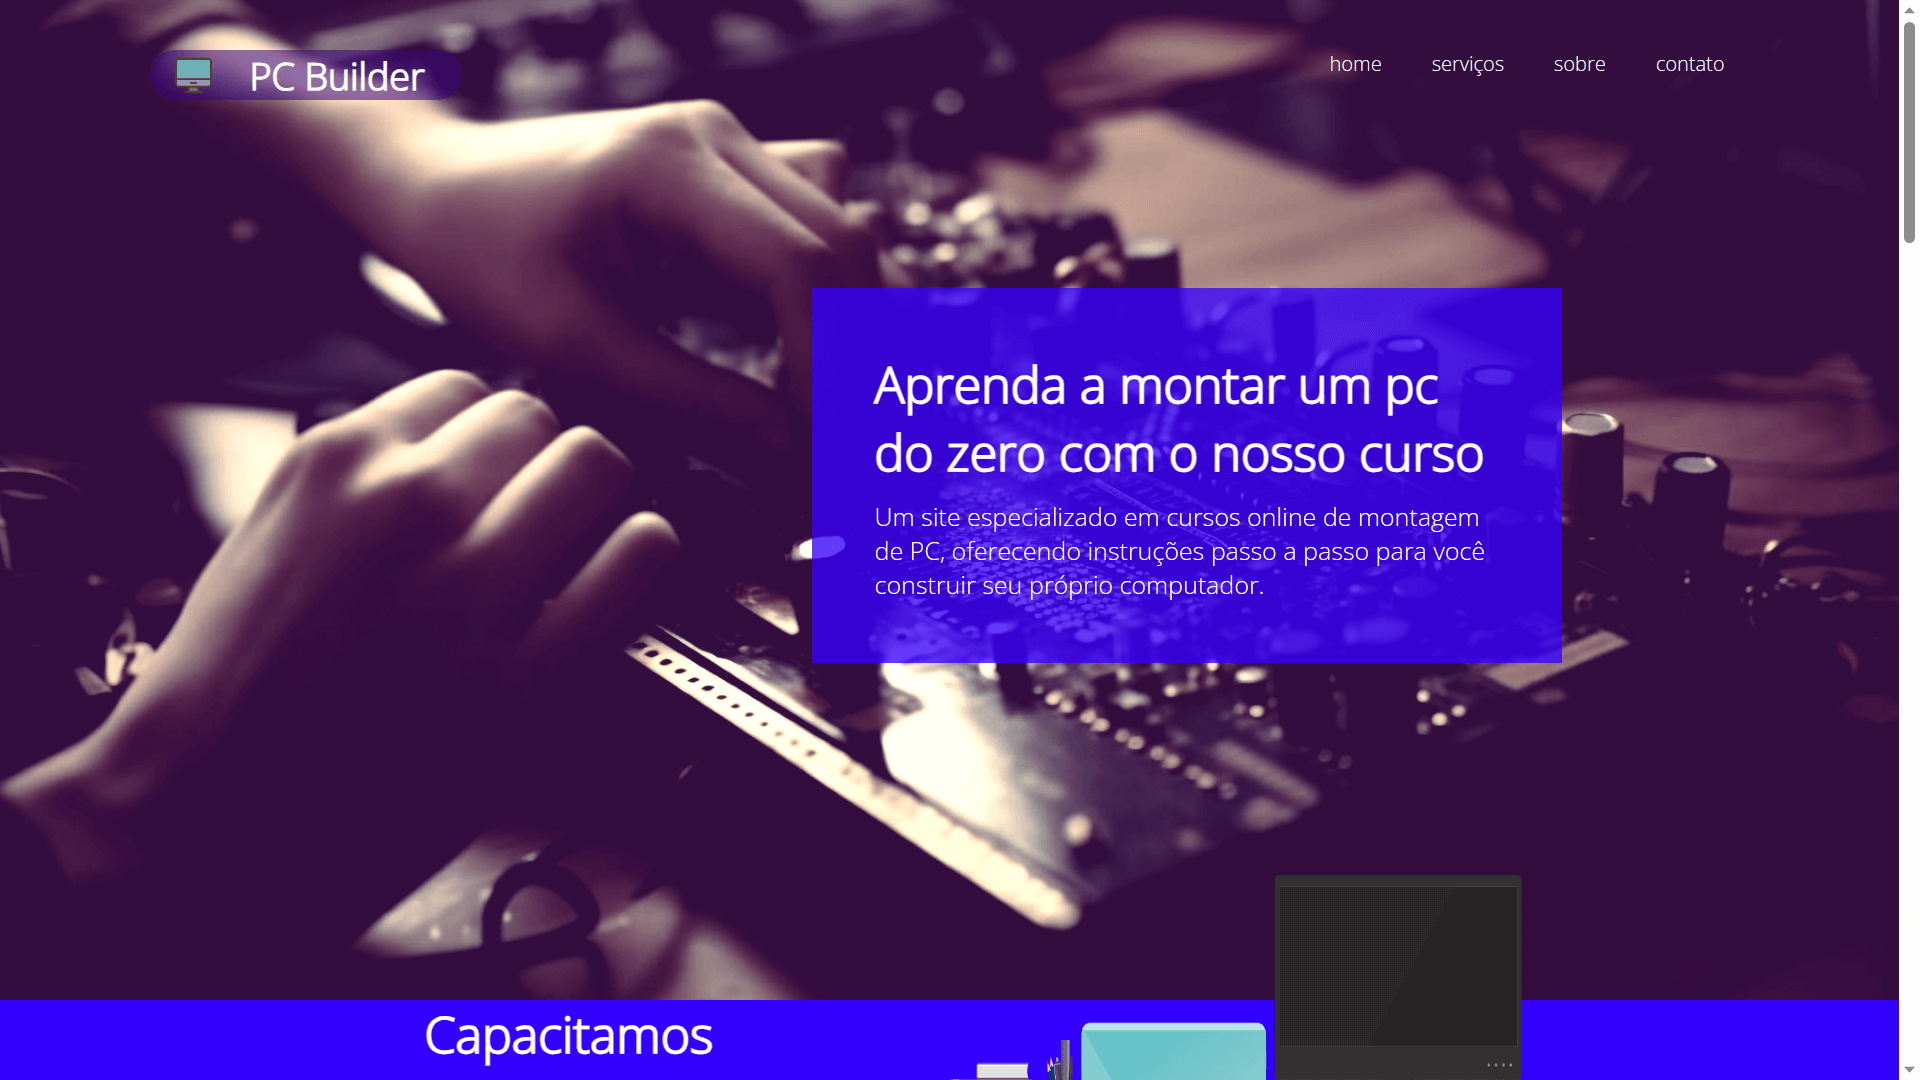 PC Builder
home serviços sobre contato
Aprenda a montar um pc
do zero com o nosso curso
Um site especializado em cursos online de montagem
de PC, oferecendo instruções passo a passo para você
construir seu próprio computador.
Capacitamos